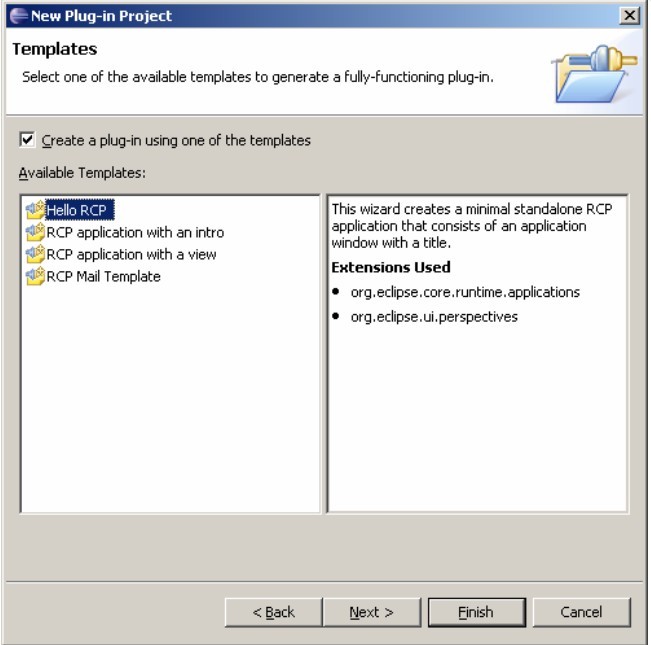 New Plug-in Project
Templates
Select one of the available templates to generate a fully-functioning plug-in.
Create a plug-in using one of the templates
Available Templates:
Hello RCP
RCP application with an intro
RCP application with a view
RCP Mail Template
This wizard creates a minimal standalone RCP
application that consists of an application
window with a title.
Extensions Used
• org.eclipse.core.runtime.applications
• org.eclipse.ui.perspectives
< Back
Next >
Finish
Cancel